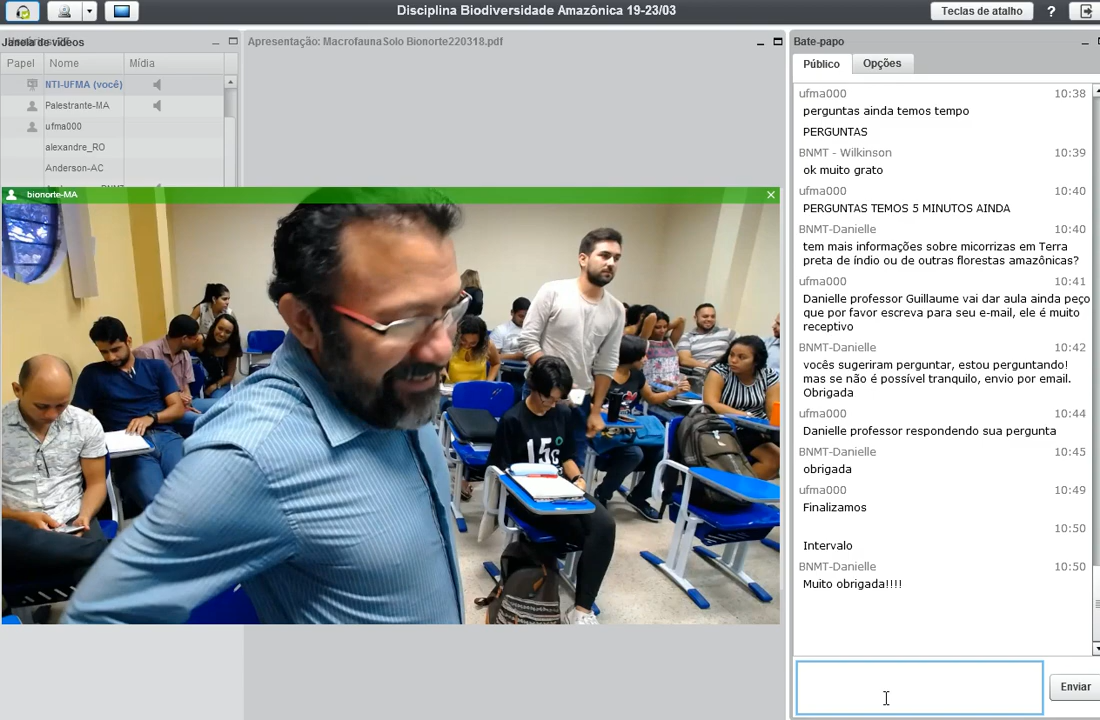 Disciplina Biodiversidade Amazônica 19-23/03
Teclas de atalho
?
Janela de vídeos
Papel Nome Mídia
NTI-UFMA (você)
Palestrante-MA
ufma000
alexandre_RO
Anderson-AC
Apresentação: MacrofaunaSolo Bionorte220318.pdf
bionorte-MA
15
Bate-papo
Público Opções
ufma000 10:38
perguntas ainda temos tempo
PERGUNTAS
BNMT - Wilkinson 10:39
ok muito grato
ufma000 10:40
PERGUNTAS TEMOS 5 MINUTOS AINDA
BNMT-Danielle 10:40
tem mais informações sobre micorrizas em Terra
preta de índio ou de outras florestas amazônicas?
ufma000 10:41
Danielle professor Guillaume vai dar aula ainda peço
que por favor escreva para seu e-mail, ele é muito
receptivo
BNMT-Danielle 10:42
vocês sugeriram perguntar, estou perguntando!
mas se não é possível tranquilo, envio por email.
Obrigada
ufma000 10:44
Danielle professor respondendo sua pergunta
BNMT-Danielle 10:45
obrigada
ufma000 10:49
Finalizamos
10:50
Intervalo
BNMT-Danielle 10:50
Muito obrigada!!!!
Enviar